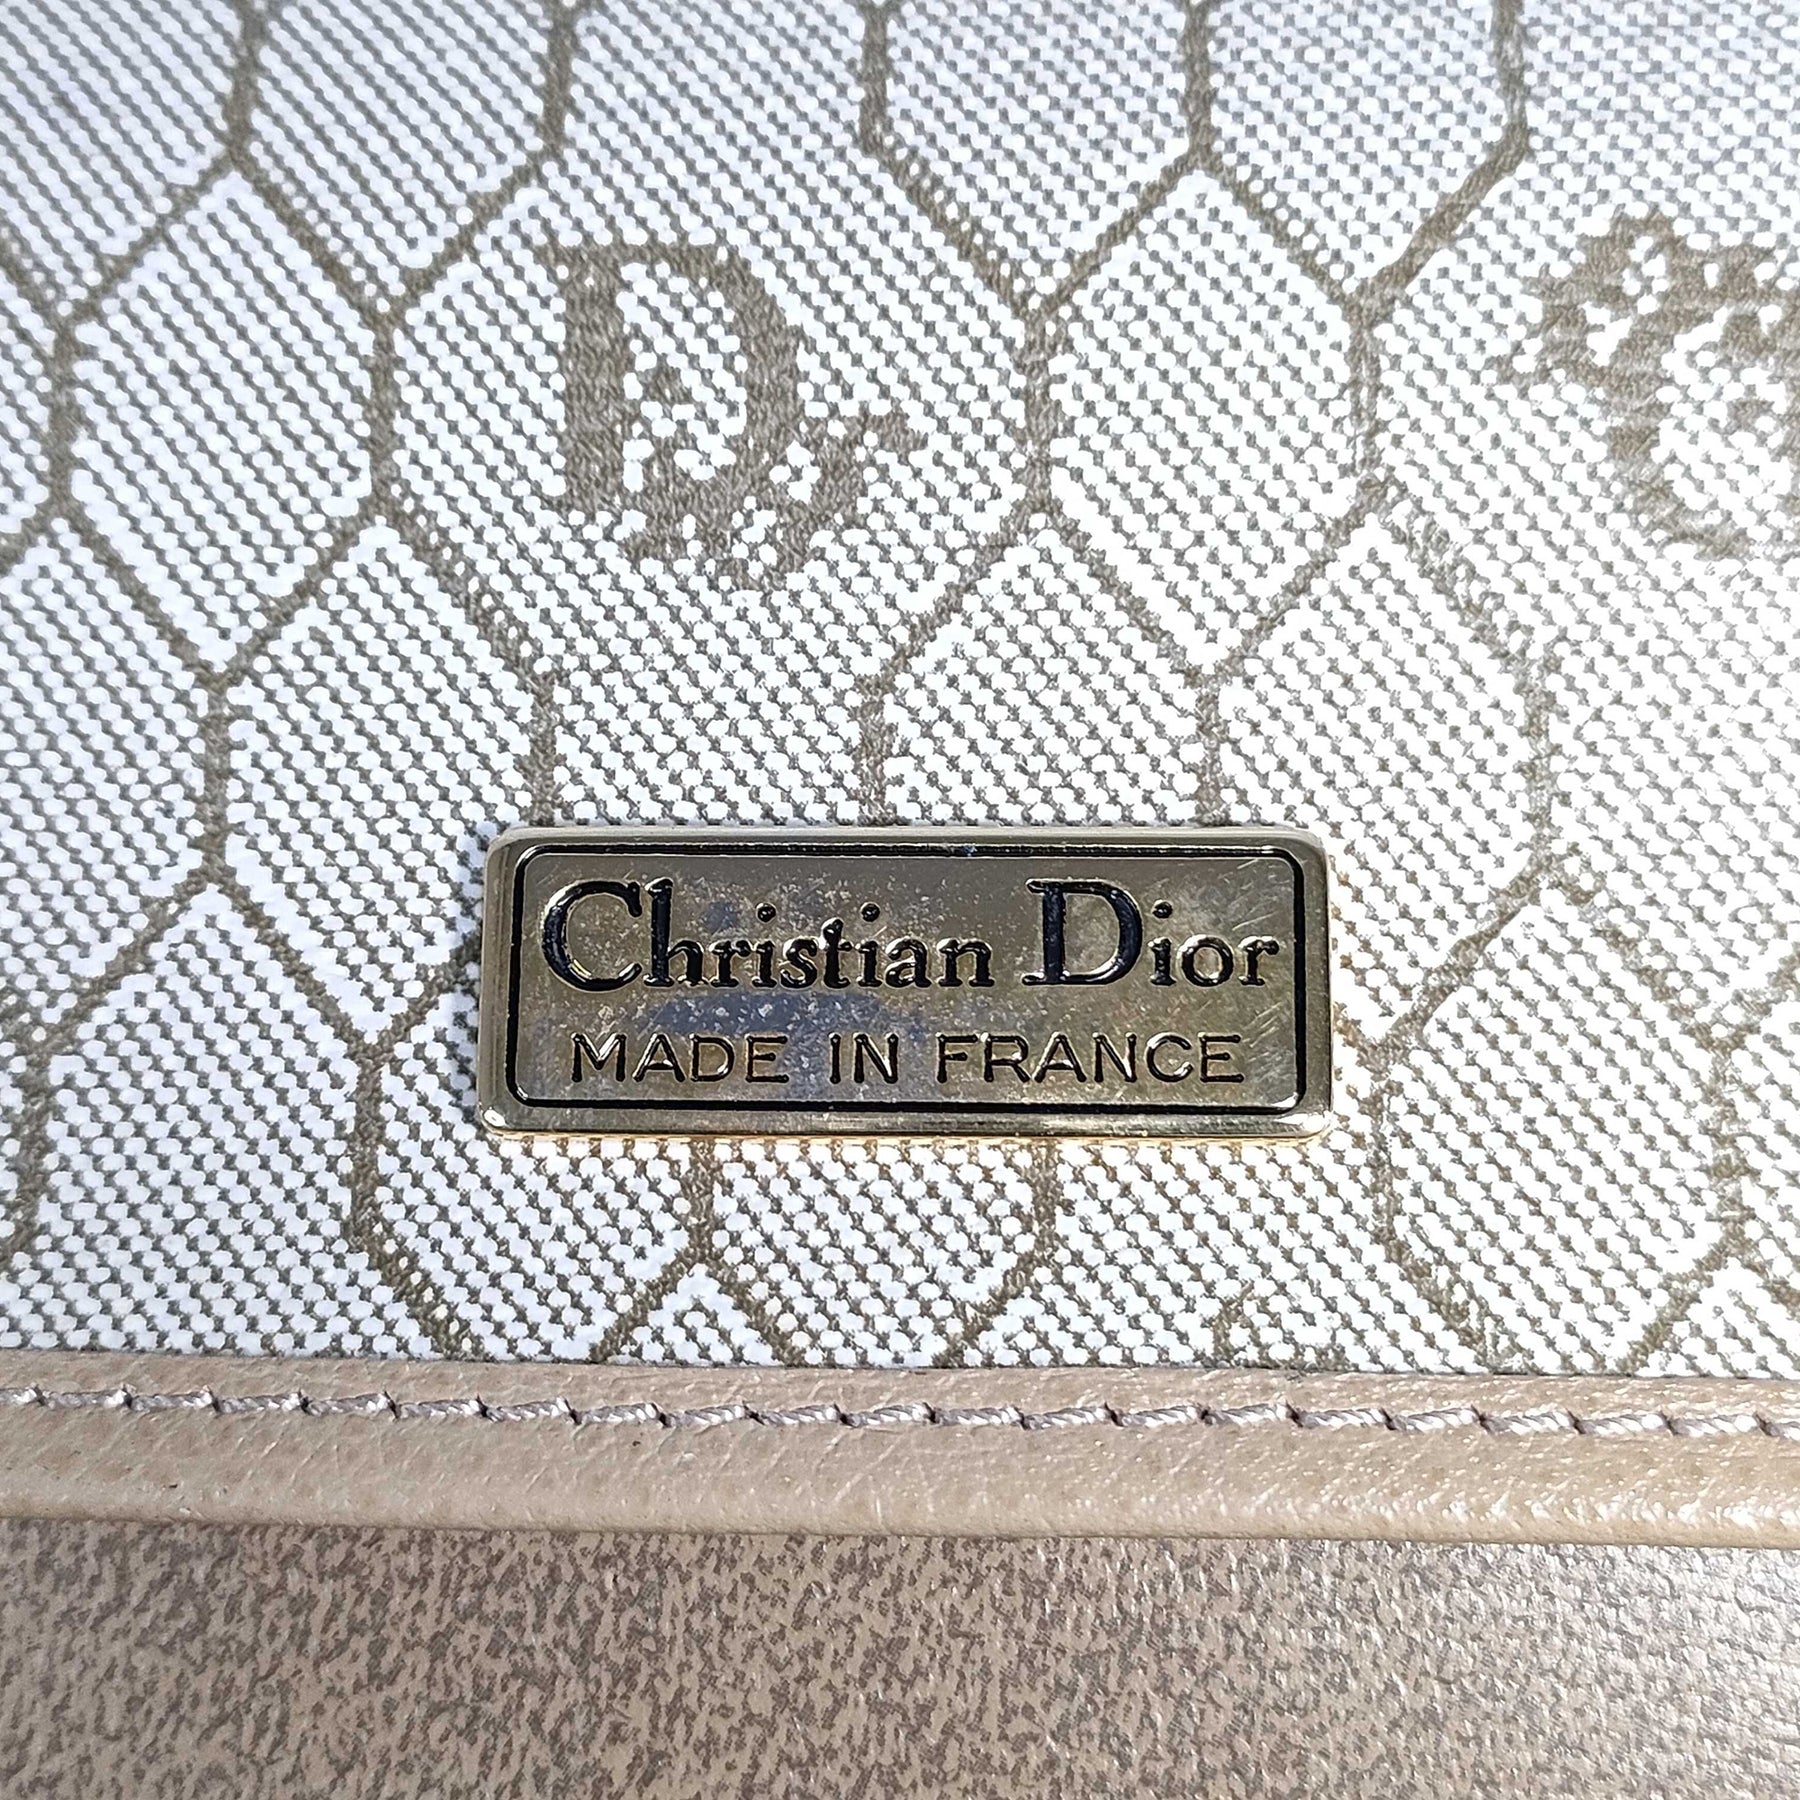 Christian Dior
MADE IN FRANCE